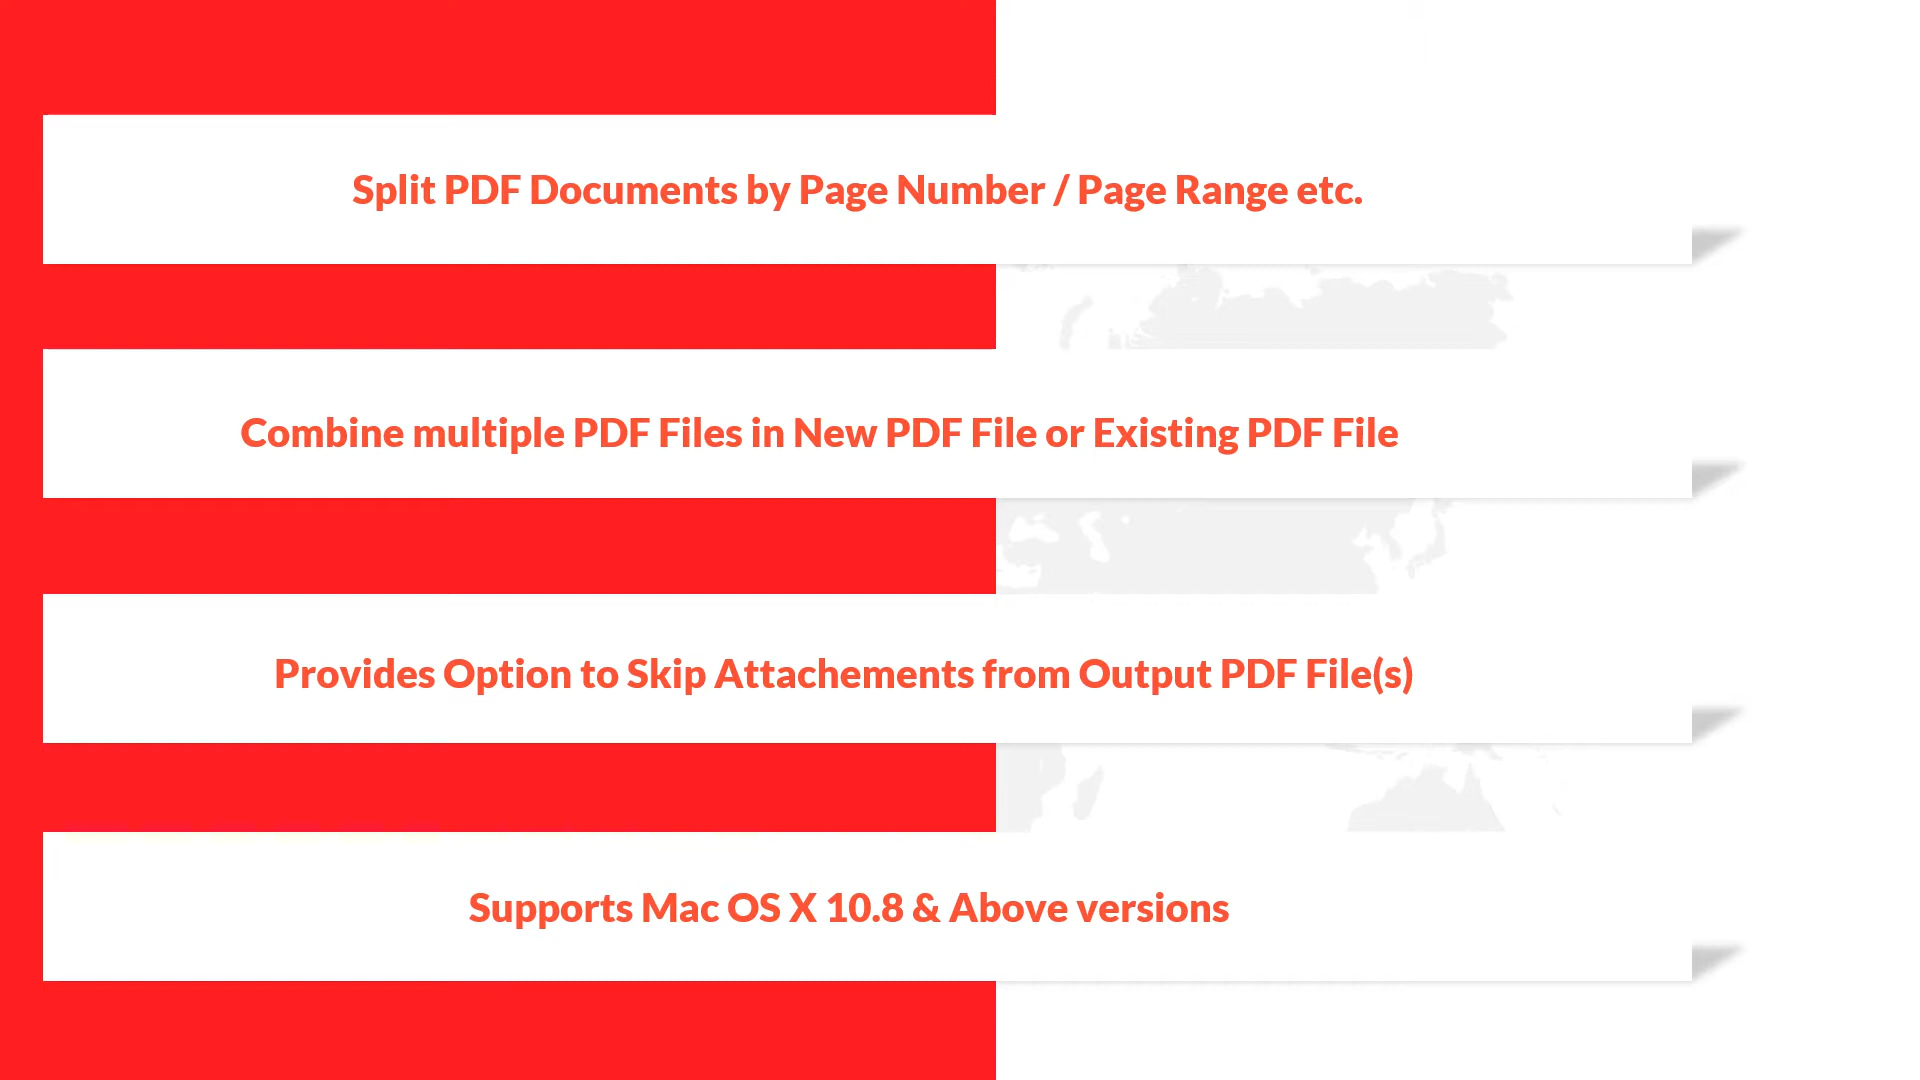 Split PDF Documents by Page Number / Page Range etc.
Combine multiple PDF Files in New PDF File or Existing PDF File
Provides Option to Skip Attachements from Output PDF File(s)
Supports Mac OS X 10.8 & Above versions